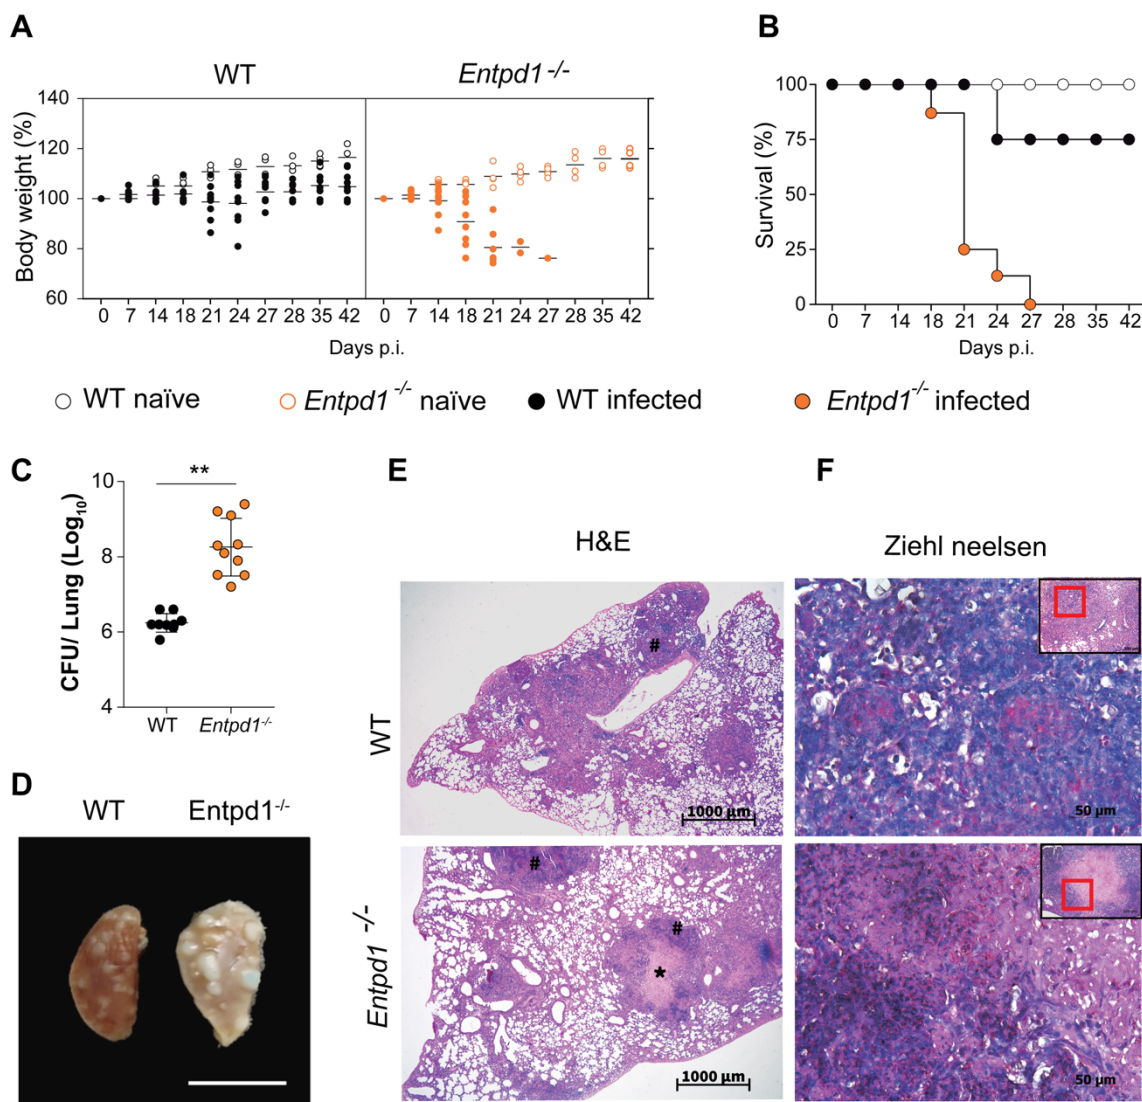 A
B
WT
Entpd1 -/-
Body weight (%)
140
120
100
80
60
0 7 14 18 21 24 27 28 35 42
0 7 14 18 21 24 27 28 35 42
Days p.i.
Survival (%)
100
75
50
25
0
0 7 14 18 21 24 27 28 35 42
Days p.i.
WT naïve
Entpd1 -/- naïve
WT infected
Entpd1 -/- infected
C
CFU/ Lung (Log10)
10
8
6
4
**
WT
Entpd1-/-
D
WT
Entpd1-/-
E
H&E
WT
#
1000 µm
Entpd1 -/-
#
#
*
1000 µm
F
Ziehl neelsen
50 µm
50 µm